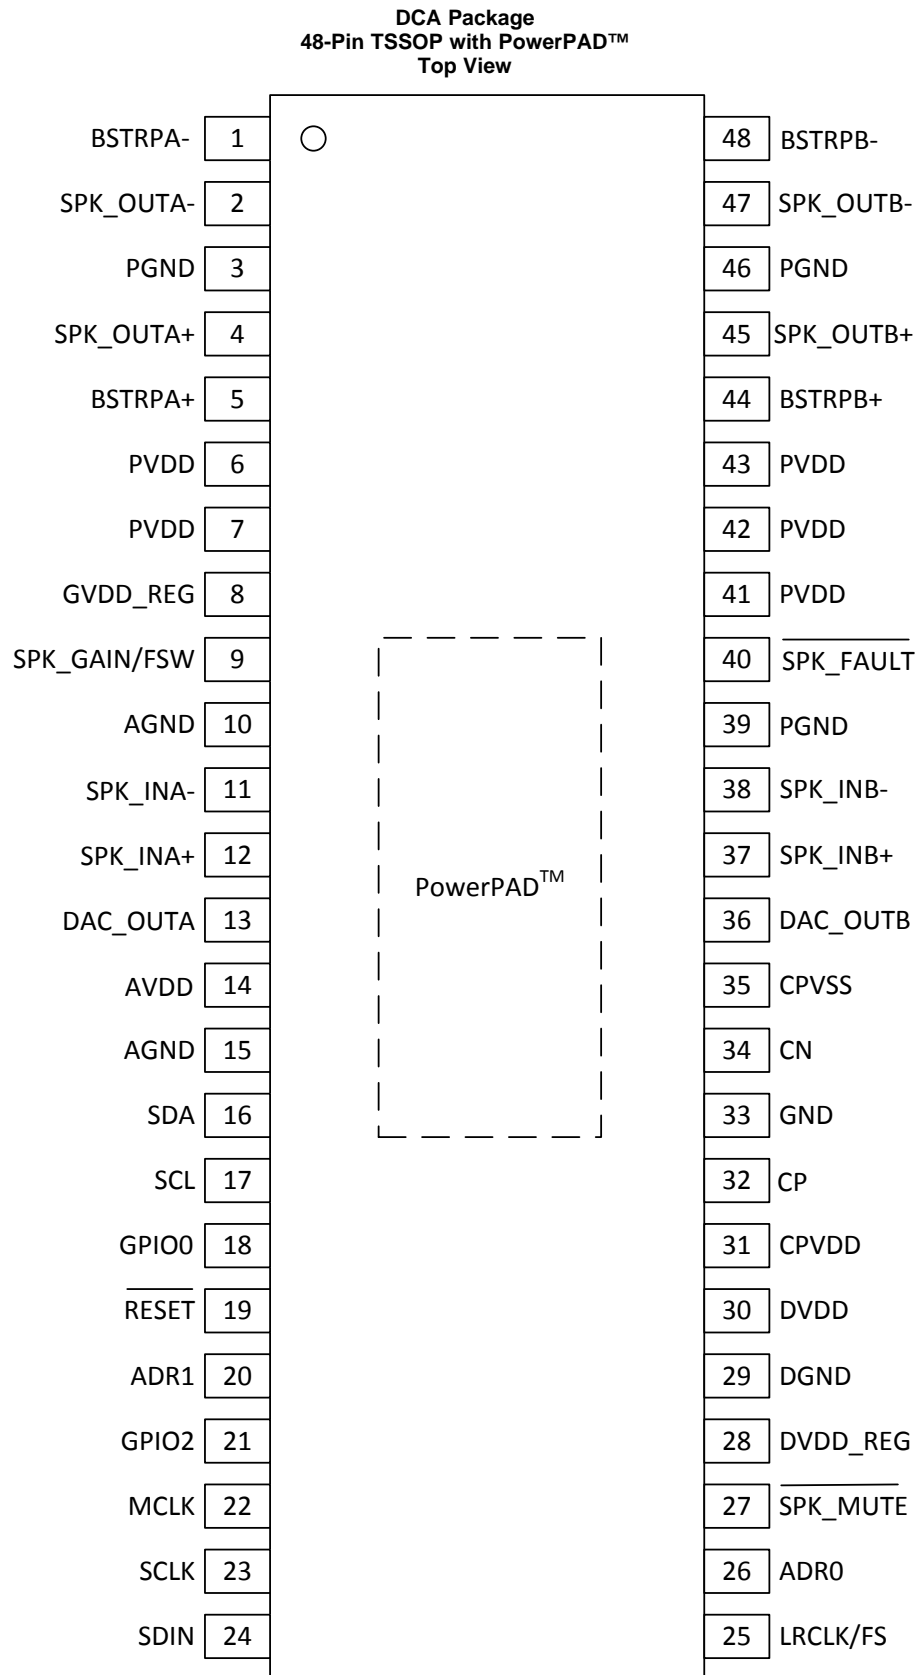 DCA Package
48-Pin TSSOP with PowerPAD™
Top View
BSTRPA- 1 48 BSTRPB-
SPK_OUTA- 2 47 SPK_OUTB-
PGND 3 46 PGND
SPK_OUTA+ 4 45 SPK_OUTB+
BSTRPA+ 5 44 BSTRPB+
PVDD 6 43 PVDD
PVDD 7 42 PVDD
GVDD_REG 8 41 PVDD
SPK_GAIN/FSW 9 40 SPK_FAULT
AGND 10 39 PGND
SPK_INA- 11 38 SPK_INB-
SPK_INA+ 12 37 SPK_INB+
PowerPAD™
DAC_OUTA 13 36 DAC_OUTB
AVDD 14 35 CPVSS
AGND 15 34 CN
SDA 16 33 GND
SCL 17 32 CP
GPIO0 18 31 CPVDD
RESET 19 30 DVDD
ADR1 20 29 DGND
GPIO2 21 28 DVDD_REG
MCLK 22 27 SPK_MUTE
SCLK 23 26 ADR0
SDIN 24 25 LRCLK/FS